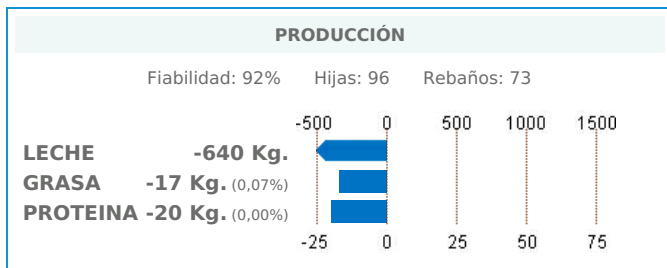 PRODUCCIÓN
Fiabilidad: 92% Hijas: 96 Rebaños: 73
-500 0 500 1000 1500
LECHE -640 Kg.
GRASA -17 Kg. (0,07%)
PROTEINA -20 Kg. (0,00%)
-25 0 25 50 75